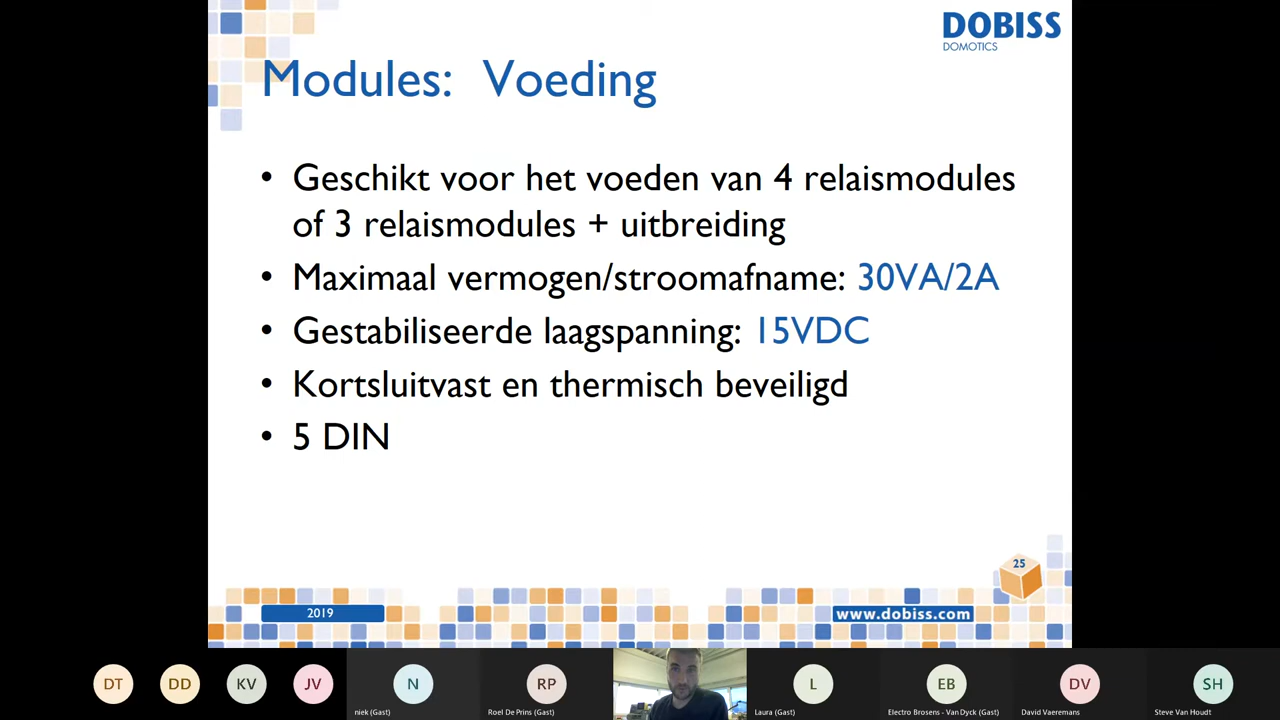 DOBISS
DOMOTICS
Modules: Voeding
• Geschikt voor het voeden van 4 relaismodules
of 3 relaismodules + uitbreiding
• Maximaal vermogen/stroomafname: 30VA/2A
• Gestabiliseerde laagspanning: 15VDC
• Kortsluitvast en thermisch beveiligd
• 5 DIN
25
2019
www.dobiss.com
DT
DD
KV
JV
N
RP
L
EB
DV
SH
niek (Gast)
Roel De Prins (Gast)
Laura (Gast)
Electro Brosens - Van Dyck (Gast)
David Vaeremans
Steve Van Houdt